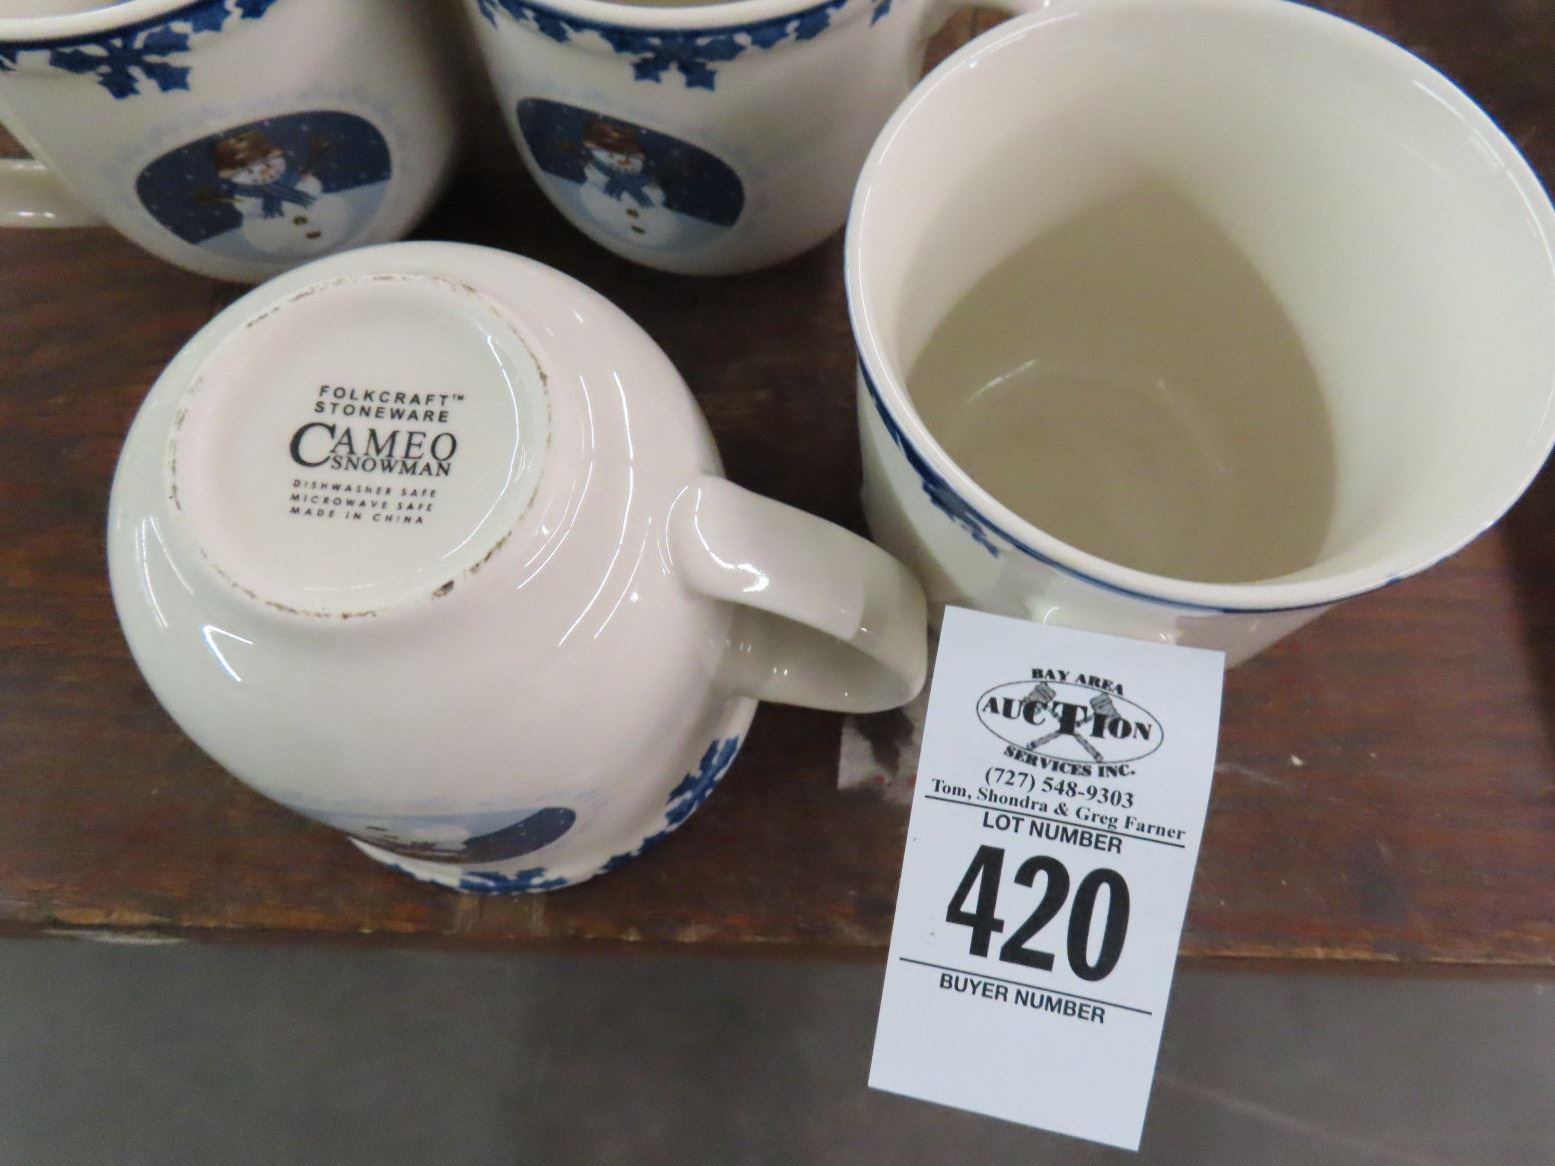 FOLKCRAFT™
STONEWARE
CAMEO
SNOWMAN
DISHWASHER SAFE
MICROWAVE SAFE
MADE IN CHINA
BAY AREA
AUCTION
SERVICES INC.
(727) 548-9303
Tom, Shondra & Greg Farner
LOT NUMBER
420
BUYER NUMBER